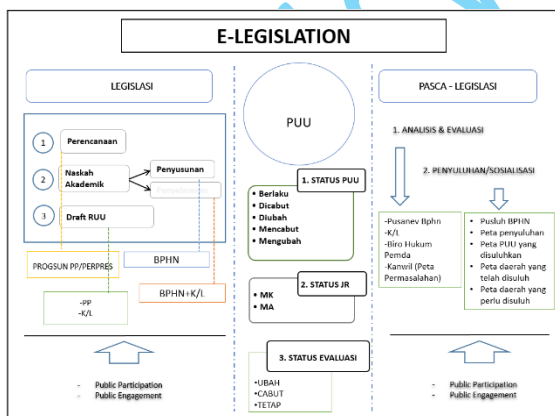 E-LEGISLATION
LEGISLASI
1
Perencanaan
2
Naskah
Akademik
Penyusunan
3
Draft RUU
PROGSUN PP/PERPRES
BPHN
-PP
-K/L
BPHN+K/L
- Public Participation
- Public Engagement
PUU
1. STATUS PUU
• Berlaku
• Dicabut
• Diubah
• Mencabut
• Mengubah
2. STATUS JR
• MK
• MA
3. STATUS EVALUASI
•UBAH
•CABUT
•TETAP
PASCA - LEGISLASI
1. ANALISIS & EVALUASI
2. PENYULUHAN/SOSIALISASI
-Pusanev Bphn
-K/L
-Biro Hukum
Pemda
-Kanwil (Peta
Permasalahan)
• Pusluh BPHN
• Peta penyuluhan
• Peta PUU yang
disuluhkan
• Peta daerah yang
telah disuluh
• Peta daerah yang
perlu disuluh
- Public Participation
- Public Engagement